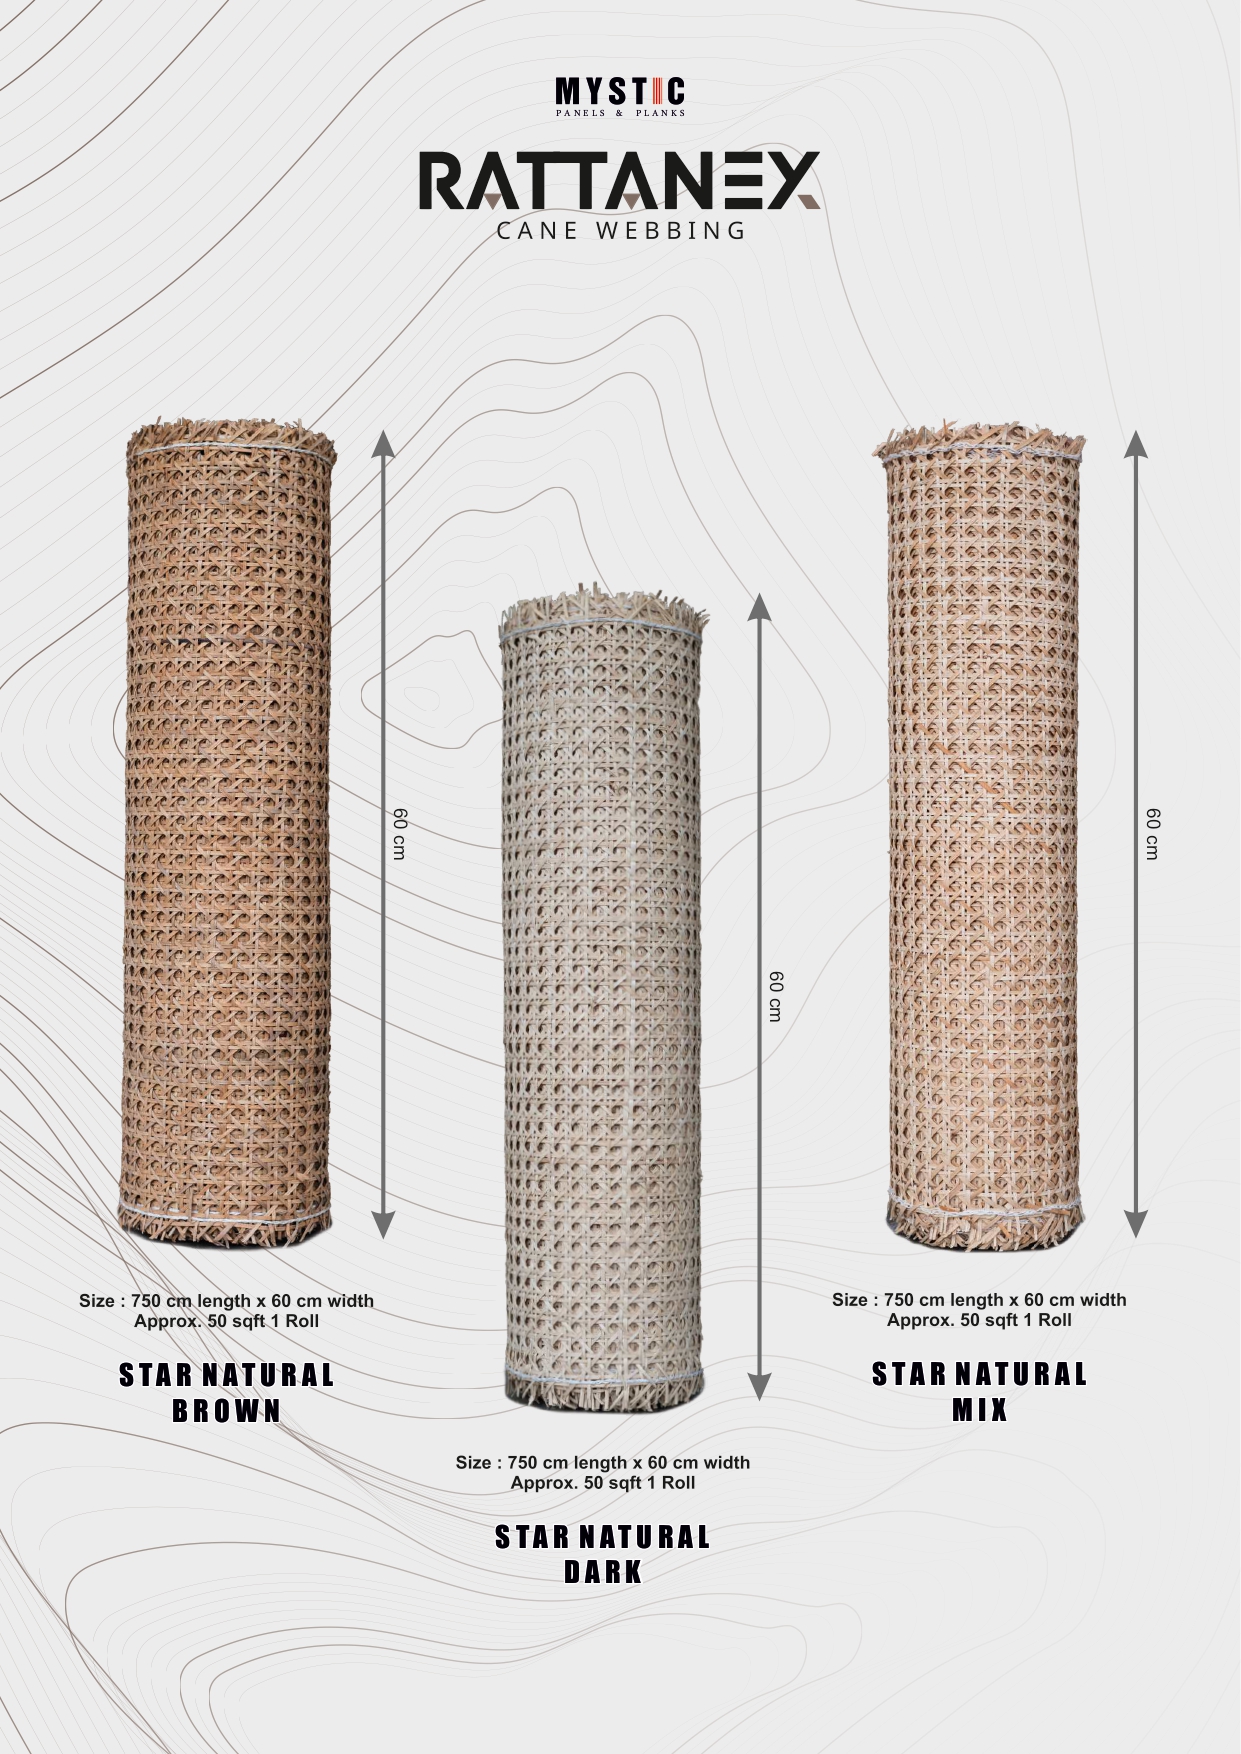 MYSTIC
PANELS & PLANKS
RATTANEX
CANE WEBBING
60 cm
60 cm
60 cm
Size : 750 cm length x 60 cm width
Approx. 50 sqft 1 Roll
STAR NATURAL
BROWN
Size : 750 cm length x 60 cm width
Approx. 50 sqft 1 Roll
STAR NATURAL
MIX
Size : 750 cm length x 60 cm width
Approx. 50 sqft 1 Roll
STAR NATURAL
DARK